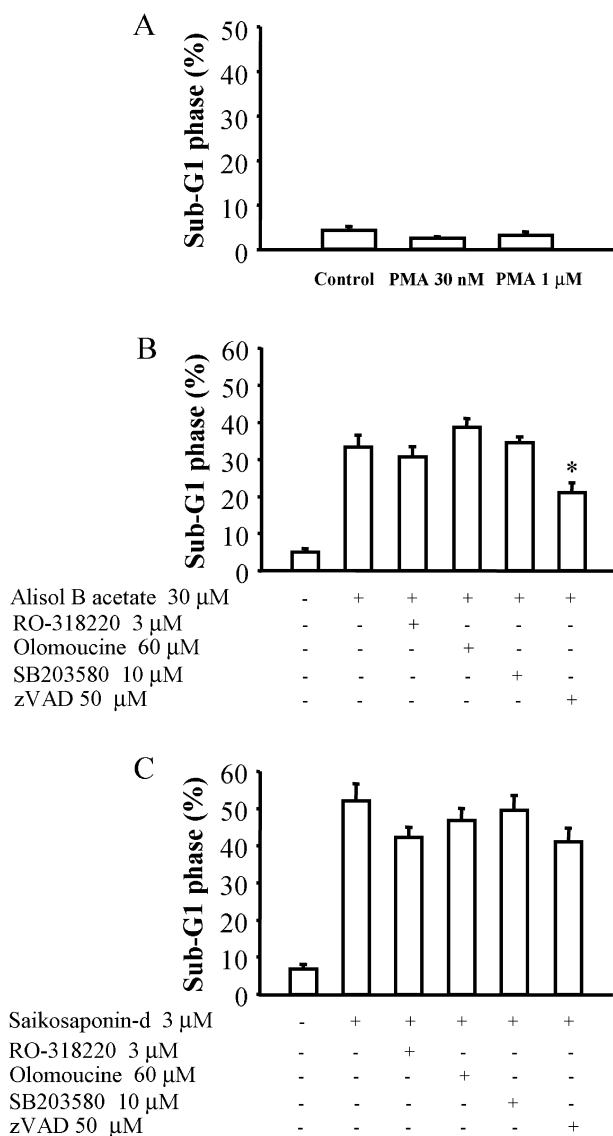 A
Sub-G1 phase (%)
50
40
30
20
10
0
Control PMA 30 nM PMA 1 μM
B
Sub-G1 phase (%)
60
50
40
30
20
10
0
*
Alisol B acetate 30 μM - + + + + +
RO-318220 3 μM - - + - - -
Olomoucine 60 μM - - - + - -
SB203580 10 μM - - - - + -
zVAD 50 μM - - - - - +
C
Sub-G1 phase (%)
60
50
40
30
20
10
0
Saikosaponin-d 3 μM - + + + + +
RO-318220 3 μM - - + - - -
Olomoucine 60 μM - - - + - -
SB203580 10 μM - - - - + -
zVAD 50 μM - - - - - +